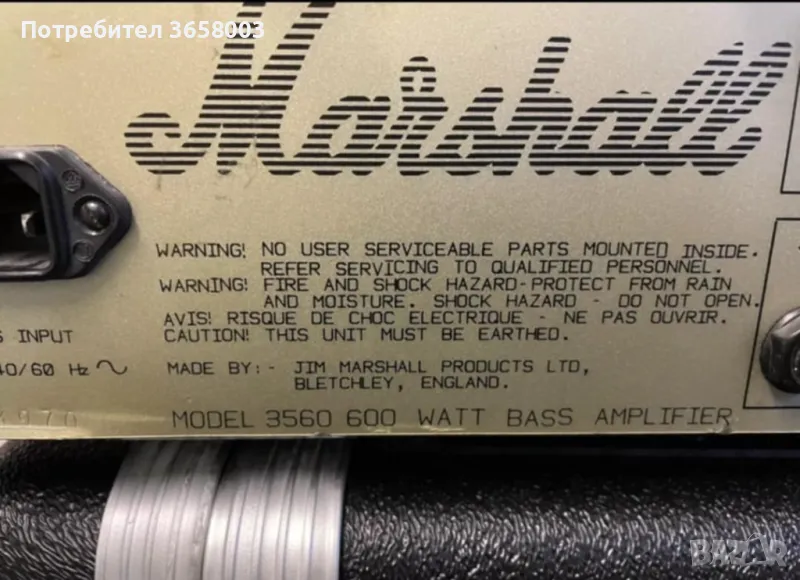 Потребител 3658003
Marshall
WARNING! NO USER SERVICEABLE PARTS MOUNTED INSIDE.
REFER SERVICING TO QUALIFIED PERSONNEL.
WARNING! FIRE AND SHOCK HAZARD-PROTECT FROM RAIN
AND MOISTURE. SHOCK HAZARD - DO NOT OPEN.
AVIS! RISQUE DE CHOC ELECTRIQUE - NE PAS OUVRIR.
CAUTION! THIS UNIT MUST BE EARTHED.
INPUT
/60 Hz
MADE BY:- JIM MARSHALL PRODUCTS LTD,
BLETCHLEY, ENGLAND.
MODEL 3560 600 WATT BASS AMPLIFIER
BAZAR